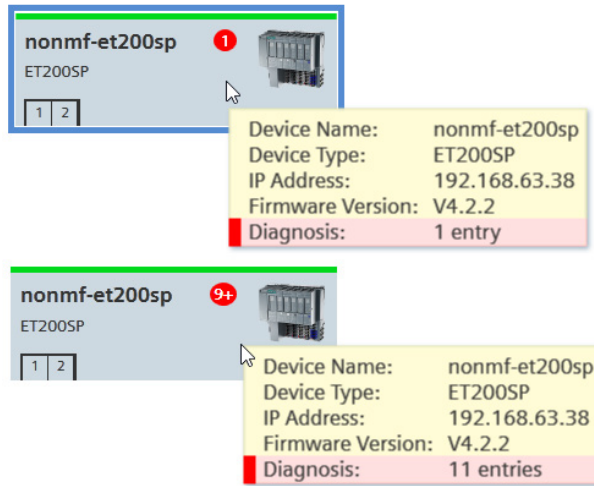 nonmf-et200sp 1
ET200SP
1 2
Device Name: nonmf-et200sp
Device Type: ET200SP
IP Address: 192.168.63.38
Firmware Version: V4.2.2
Diagnosis: 1 entry
nonmf-et200sp 9+
ET200SP
1 2
Device Name: nonmf-et200sp
Device Type: ET200SP
IP Address: 192.168.63.38
Firmware Version: V4.2.2
Diagnosis: 11 entries